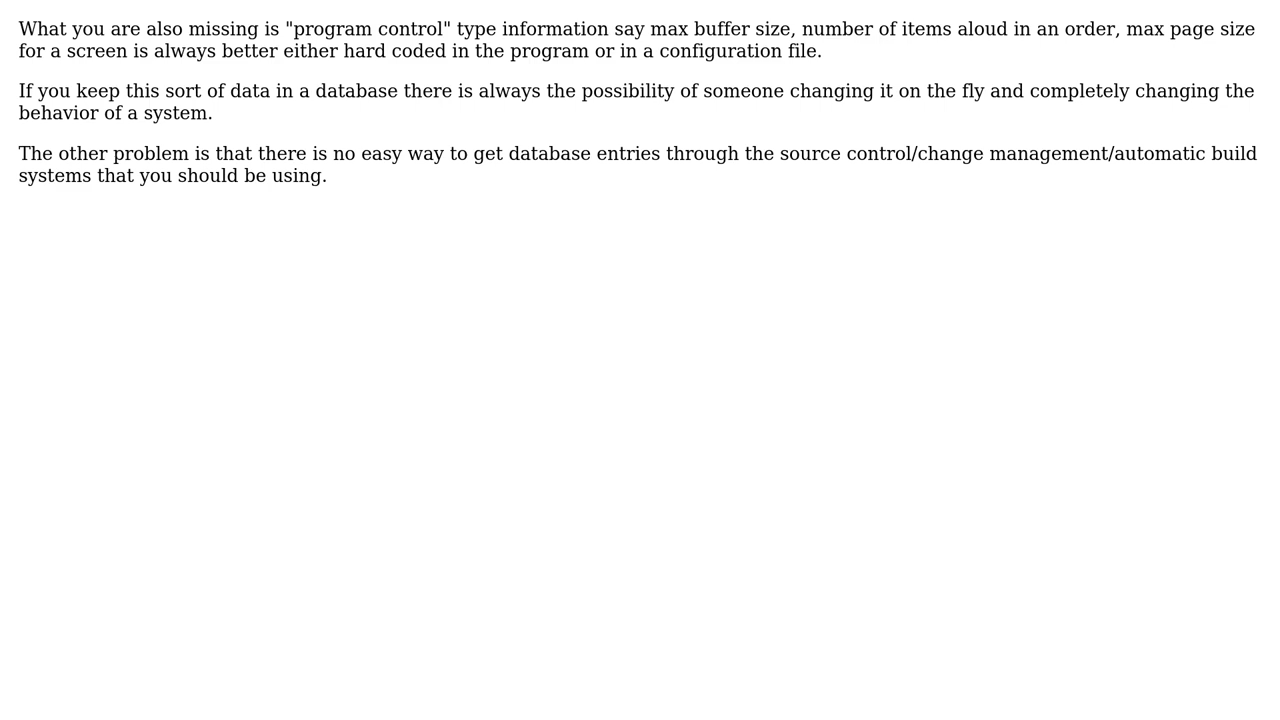 What you are also missing is "program control" type information say max buffer size, number of items aloud in an order, max page size
for a screen is always better either hard coded in the program or in a configuration file.
If you keep this sort of data in a database there is always the possibility of someone changing it on the fly and completely changing the
behavior of a system.
The other problem is that there is no easy way to get database entries through the source control/change management/automatic build
systems that you should be using.